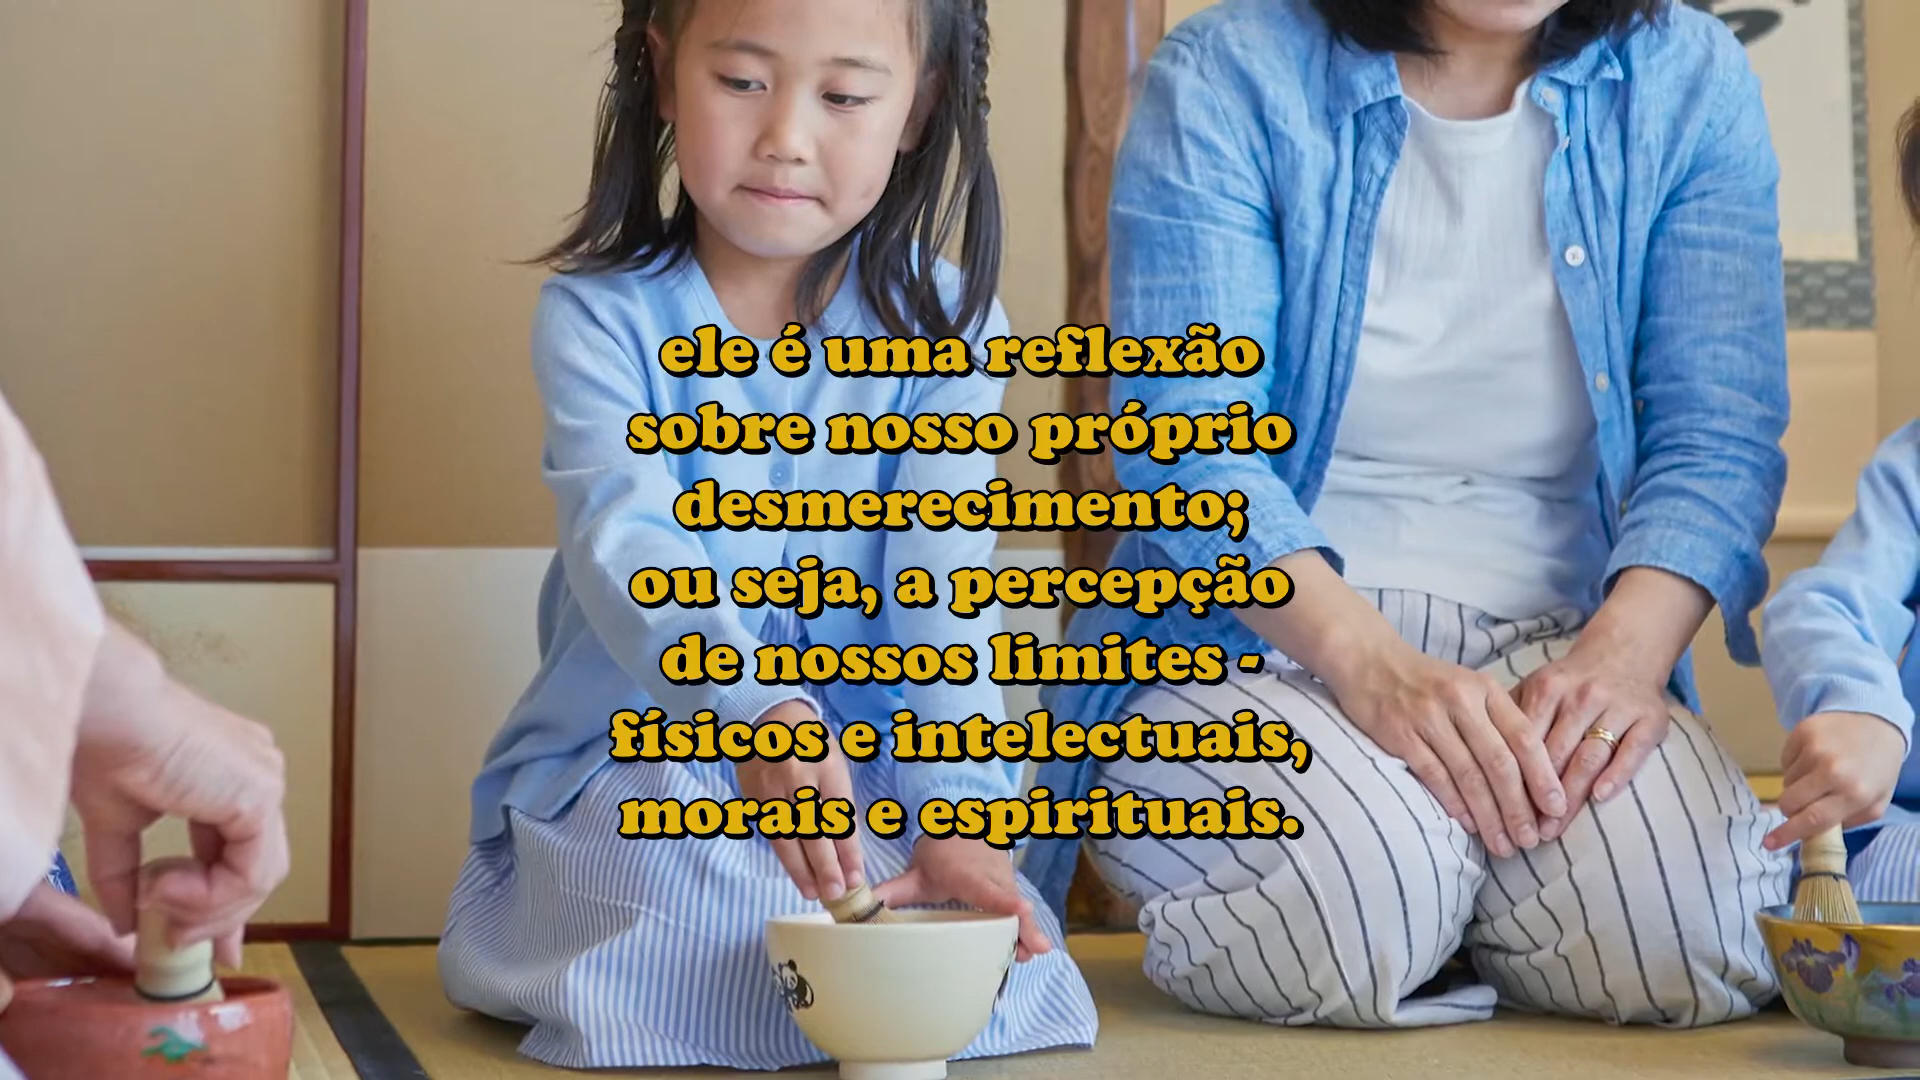 ele é uma reflexão
sobre nosso próprio
desmerecimento;
ou seja, a percepção
de nossos limites -
físicos e intelectuais,
morais e espirituais.